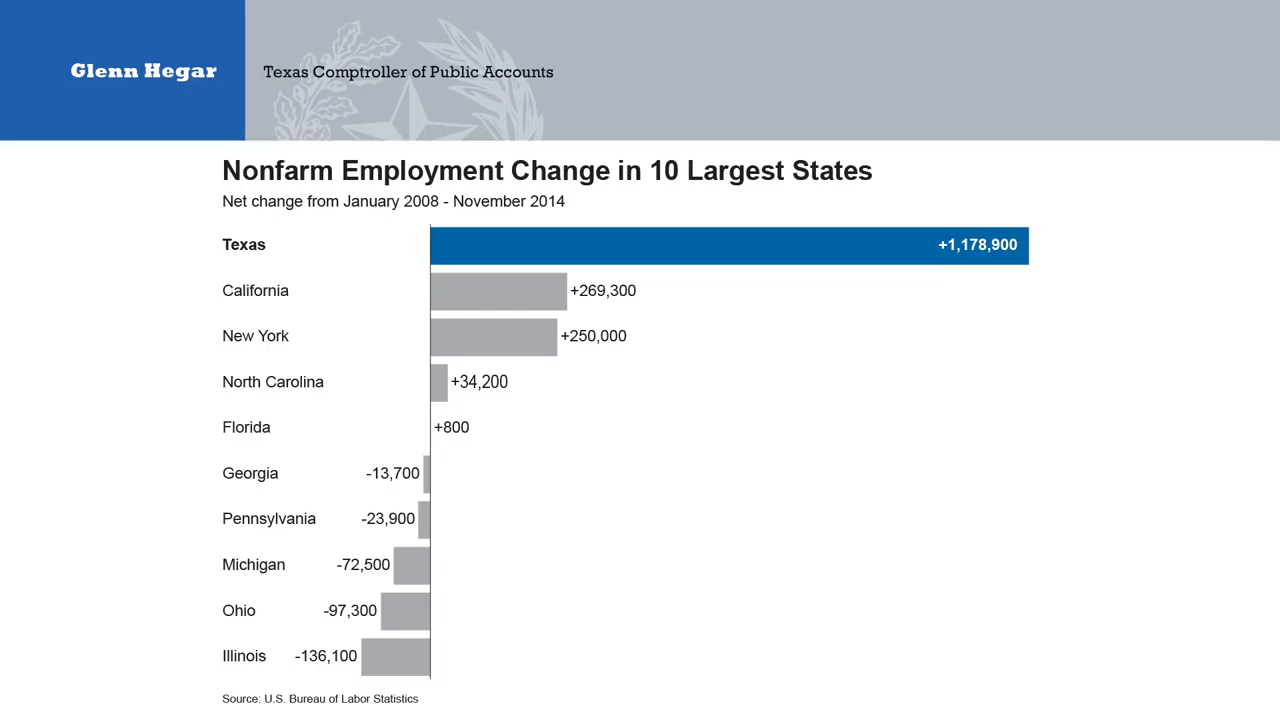 Glenn Hegar
Texas Comptroller of Public Accounts
Nonfarm Employment Change in 10 Largest States
Net change from January 2008 - November 2014
Texas +1,178,900
California +269,300
New York +250,000
North Carolina +34,200
Florida +800
Georgia -13,700
Pennsylvania -23,900
Michigan -72,500
Ohio -97,300
Illinois -136,100
Source: U.S. Bureau of Labor Statistics